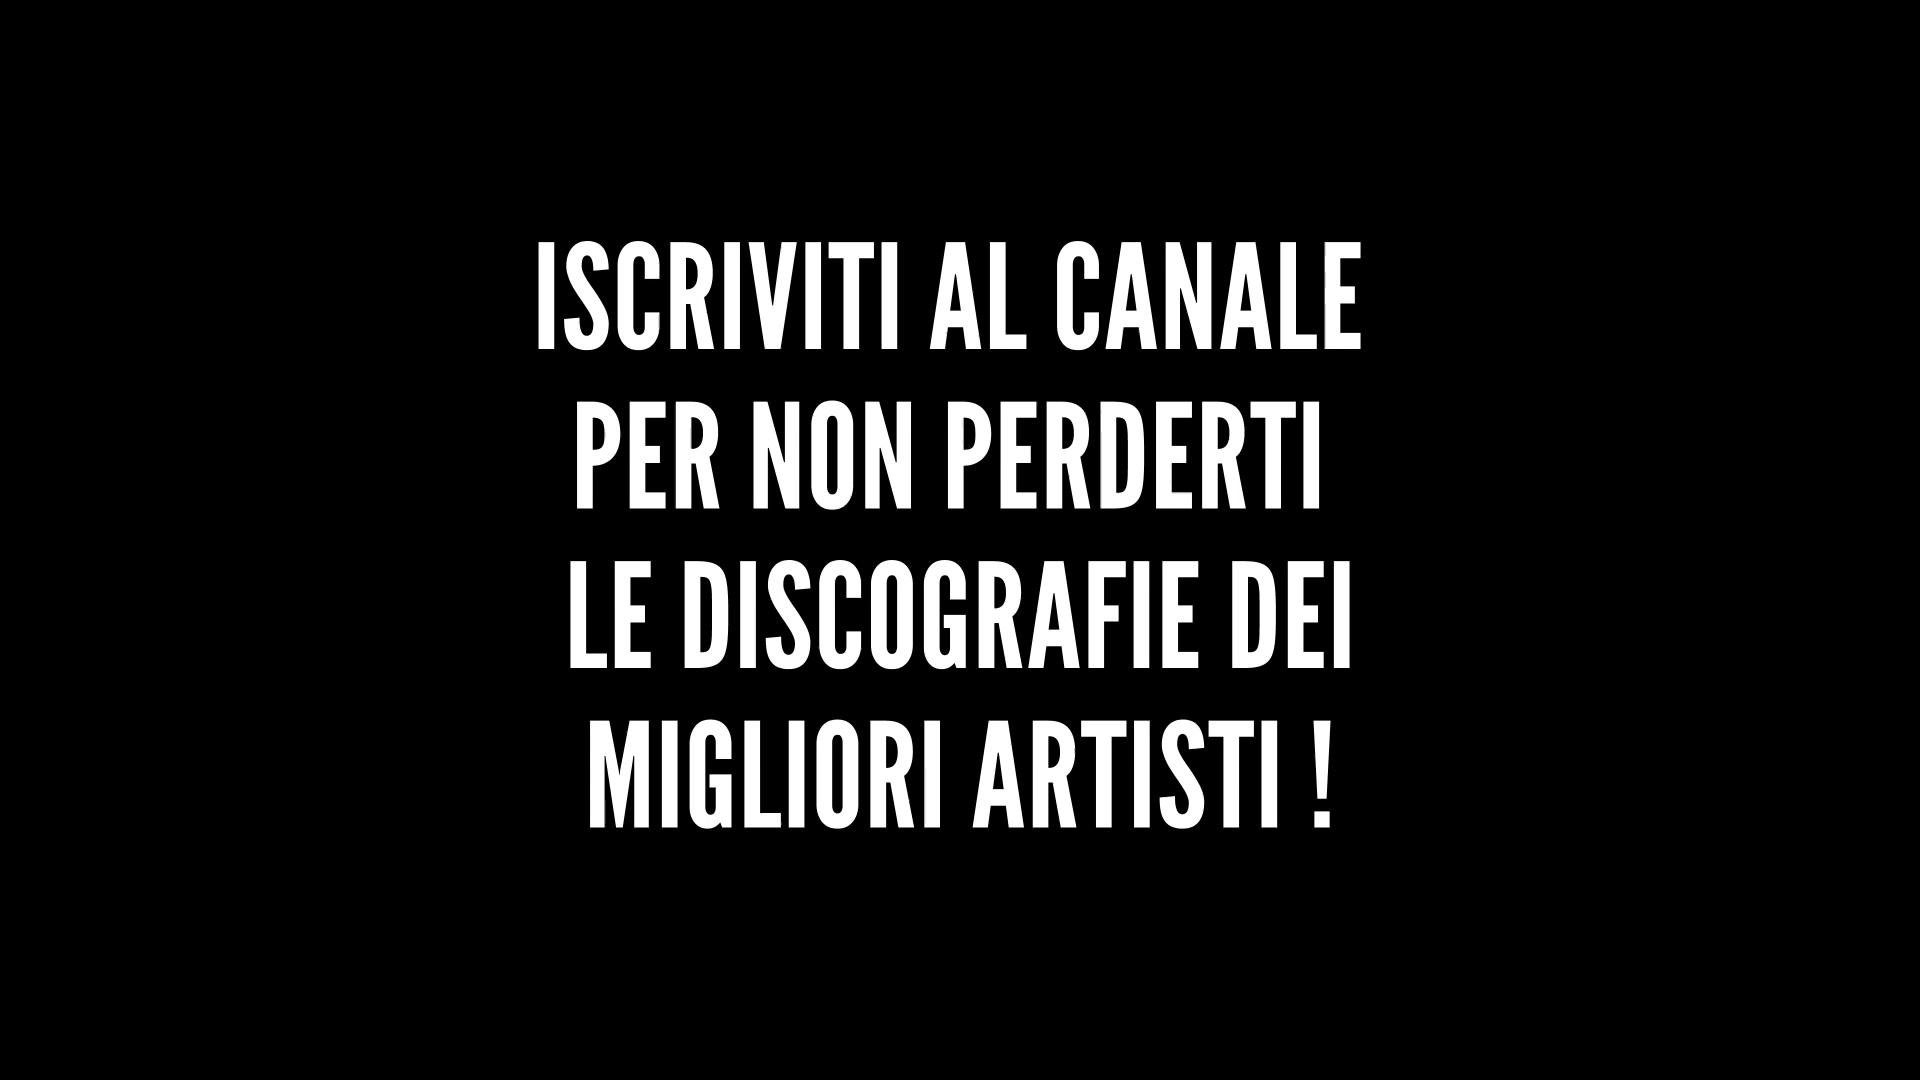 ISCRIVITI AL CANALE
PER NON PERDERTI
LE DISCOGRAFIE DEI
MIGLIORI ARTISTI !